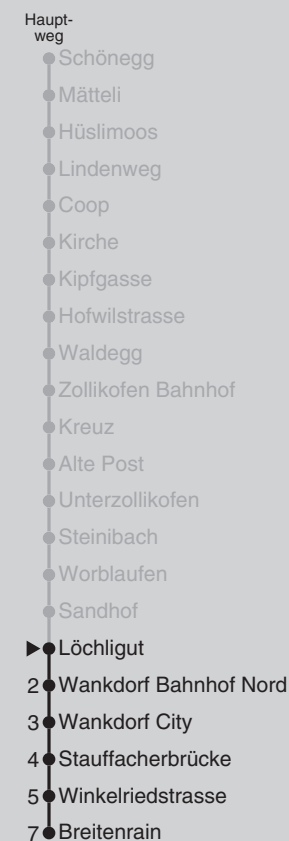 Haupt-
weg
Schönegg
Mätteli
Hüslimoos
Lindenweg
Coop
Kirche
Kipfgasse
Hofwilstrasse
Waldegg
Zollikofen Bahnhof
Kreuz
Alte Post
Unterzollikofen
Steinibach
Worblaufen
Sandhof
Löchligut
2 Wankdorf Bahnhof Nord
3 Wankdorf City
4 Stauffacherbrücke
5 Winkelriedstrasse
7 Breitenrain